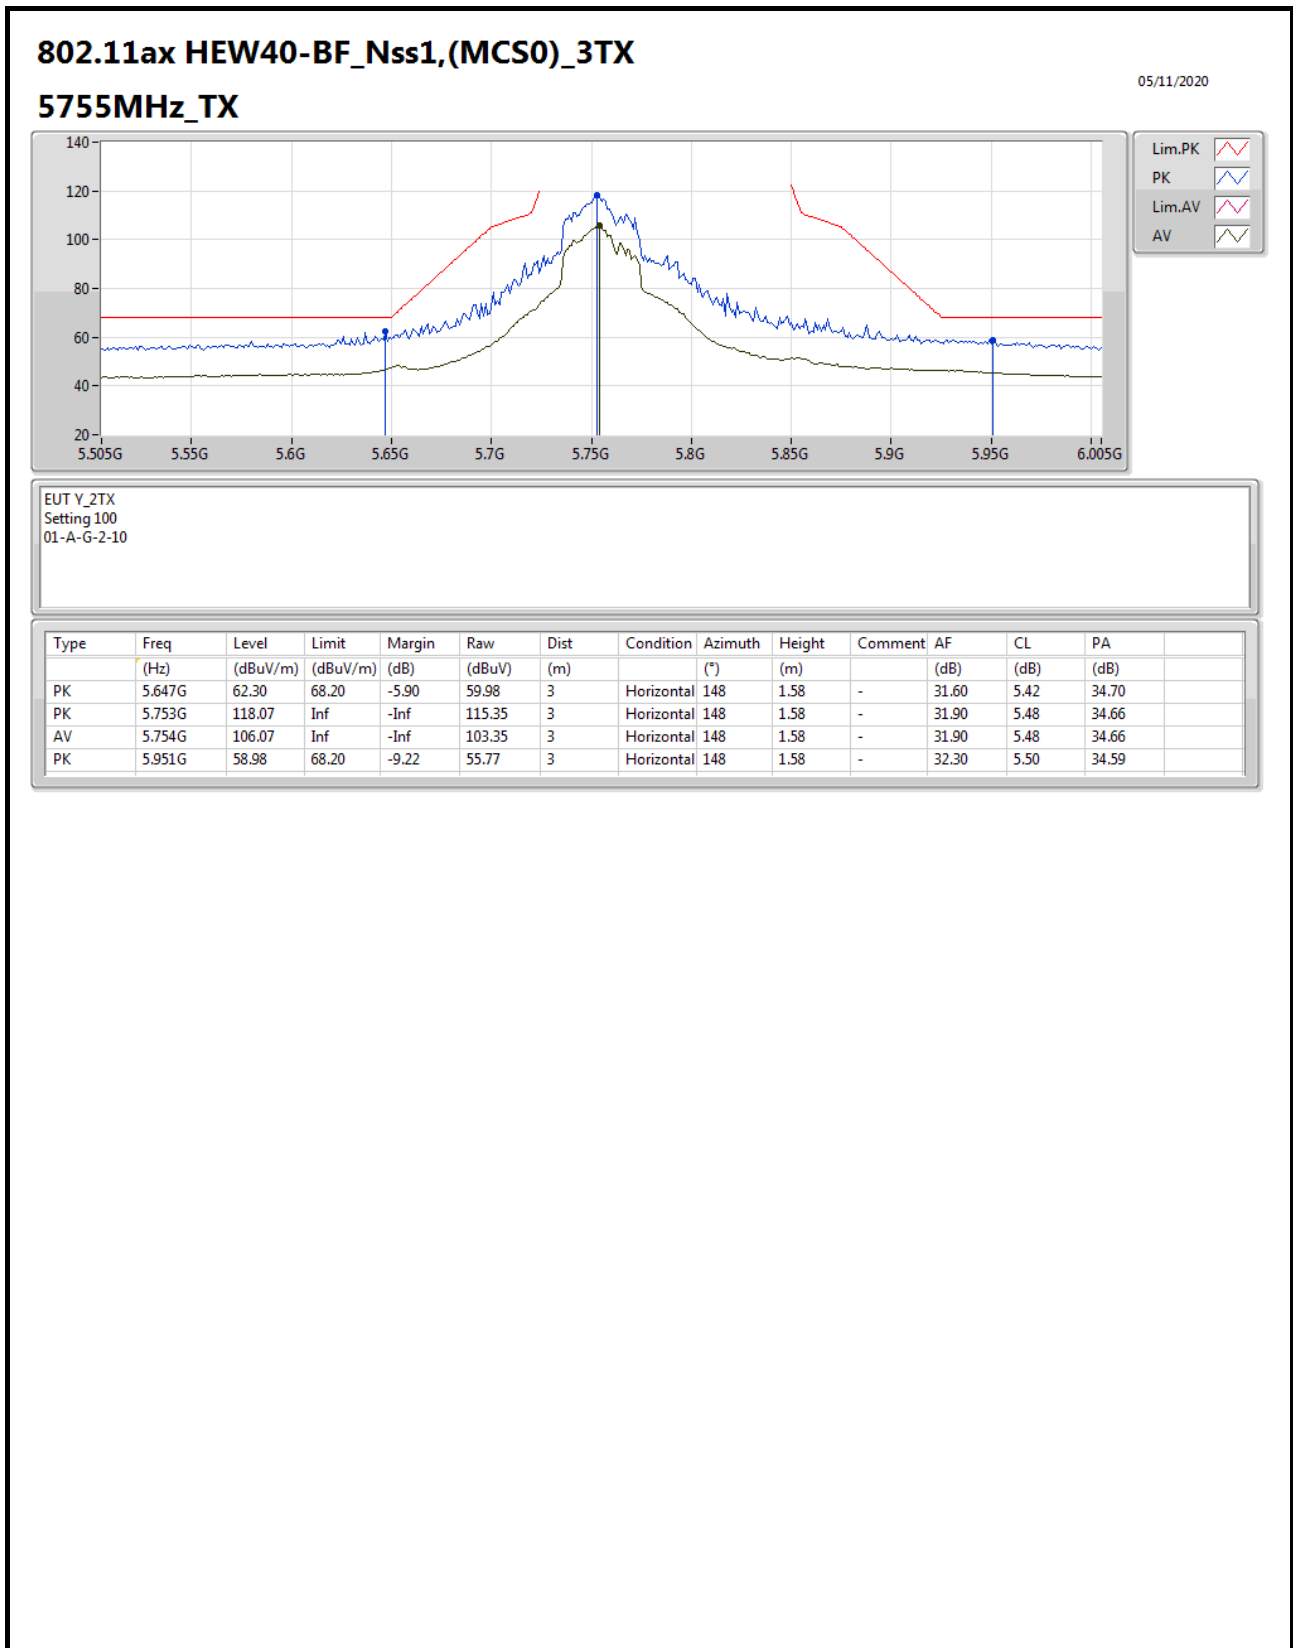 802.11ax HEW40-BF_Nss1,(MCS0)_3TX
05/11/2020
5755MHz_TX
140
120
100
80
60
40
20
5.505G 5.55G 5.6G 5.65G 5.7G 5.75G 5.8G 5.85G 5.9G 5.95G 6.005G
Lim.PK
PK
Lim.AV
AV
EUT Y_2TX
Setting 100
01-A-G-2-10
Type Freq Level Limit Margin Raw Dist Condition Azimuth Height Comment AF CL PA
(Hz) (dBuV/m) (dBuV/m) (dB) (dBuV) (m) (°) (m) (dB) (dB) (dB)
PK 5.647G 62.30 68.20 -5.90 59.98 3 Horizontal 148 1.58 - 31.60 5.42 34.70
PK 5.753G 118.07 Inf -Inf 115.35 3 Horizontal 148 1.58 - 31.90 5.48 34.66
AV 5.754G 106.07 Inf -Inf 103.35 3 Horizontal 148 1.58 - 31.90 5.48 34.66
PK 5.951G 58.98 68.20 -9.22 55.77 3 Horizontal 148 1.58 - 32.30 5.50 34.59